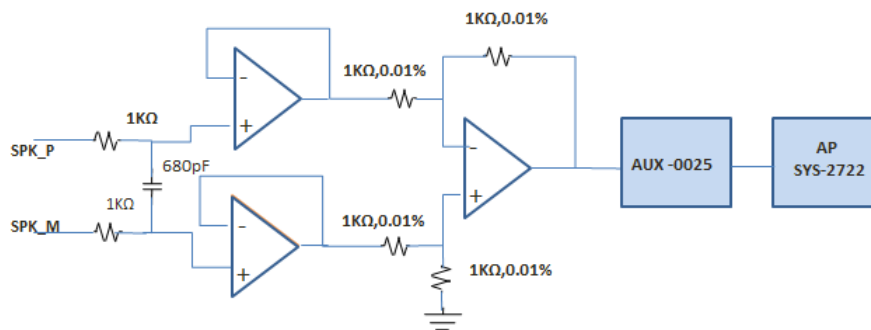 1KΩ,0.01%
1KΩ,0.01%
-
+
1KΩ
SPK_P
680pF
-
+
AUX -0025
AP
SYS-2722
1KΩ
SPK_M
1KΩ,0.01%
-
+
1KΩ,0.01%